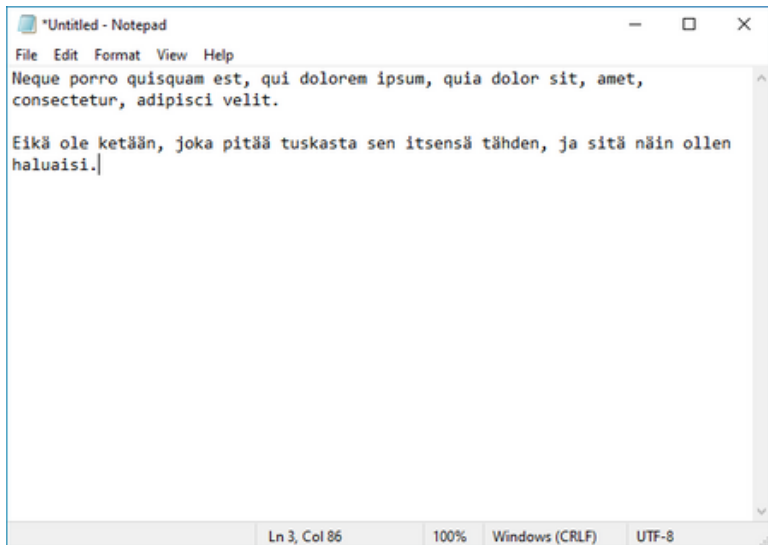 *Untitled - Notepad
File Edit Format View Help
Neque porro quisquam est, qui dolorem ipsum, quia dolor sit, amet,
consectetur, adipisci velit.
Eikä ole ketään, joka pitää tuskasta sen itsensä tähden, ja sitä näin ollen
haluaisi.
Ln 3, Col 86 100% Windows (CRLF) UTF-8